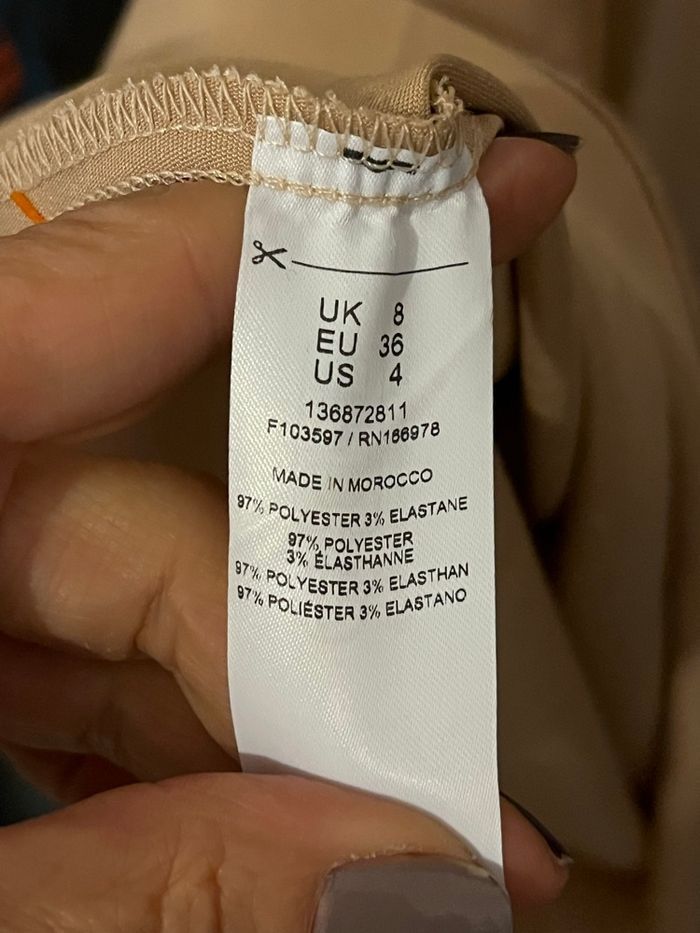 UK 8
EU 36
US 4
136872811
F103597 / RN166978
MADE IN MOROCCO
97% POLYESTER 3% ELASTANE
97% POLYESTER
3% ÉLASTHANNE
97% POLYESTER 3% ELASTHAN
97% POLIÉSTER 3% ELASTANO